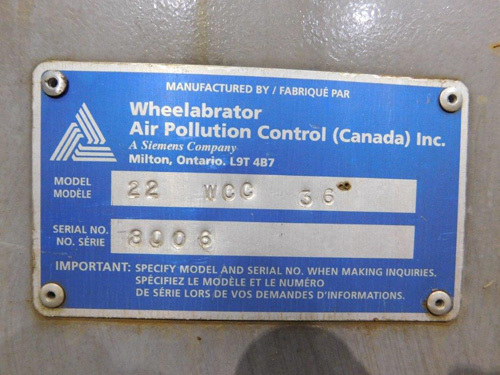 MANUFACTURED BY / FABRIQUÉ PAR
Wheelabrator
Air Pollution Control (Canada) Inc.
A Siemens Company
Milton, Ontario. L9T 4B7
MODEL
MODÈLE
22 WCC 36
SERIAL NO.
NO. SÉRIE
8006
IMPORTANT: SPECIFY MODEL AND SERIAL NO. WHEN MAKING INQUIRIES.
SPÉCIFIEZ LE MODÈLE ET LE NUMÉRO
DE SÉRIE LORS DE VOS DEMANDES D'INFORMATIONS.